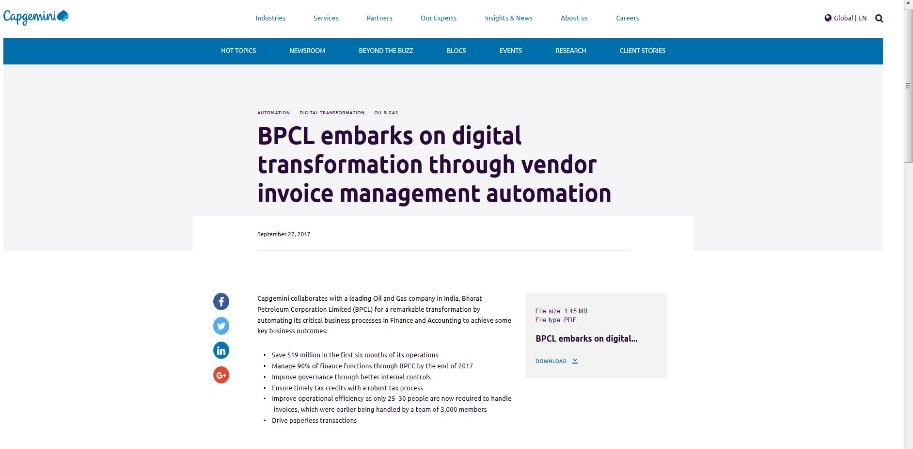 Capgemini
Industries Services Partners Our Experts Insights & News About us Careers Global | EN
HOT TOPICS NEWSROOM BEYOND THE BUZZ BLOGS EVENTS RESEARCH CLIENT STORIES
AUTOMATION DIGITAL TRANSFORMATION OIL & GAS
BPCL embarks on digital
transformation through vendor
invoice management automation
September 27, 2017
Capgemini collaborates with a leading Oil and Gas company in India, Bharat
Petroleum Corporation Limited (BPCL) for a remarkable transformation by
automating its critical business processes in Finance and Accounting to achieve some
key business outcomes:
• Save $19 million in the first six months of its operations
• Manage 90% of finance functions through BPEC by the end of 2017
• Improve governance through better internal controls
• Ensure timely tax credits with a robust tax process
• Improve operational efficiency as only 25-30 people are now required to handle
invoices, which were earlier being handled by a team of 3,000 members
• Drive paperless transactions
File size: 1.45 MB
File type: PDF
BPCL embarks on digital...
DOWNLOAD
f
in
G+